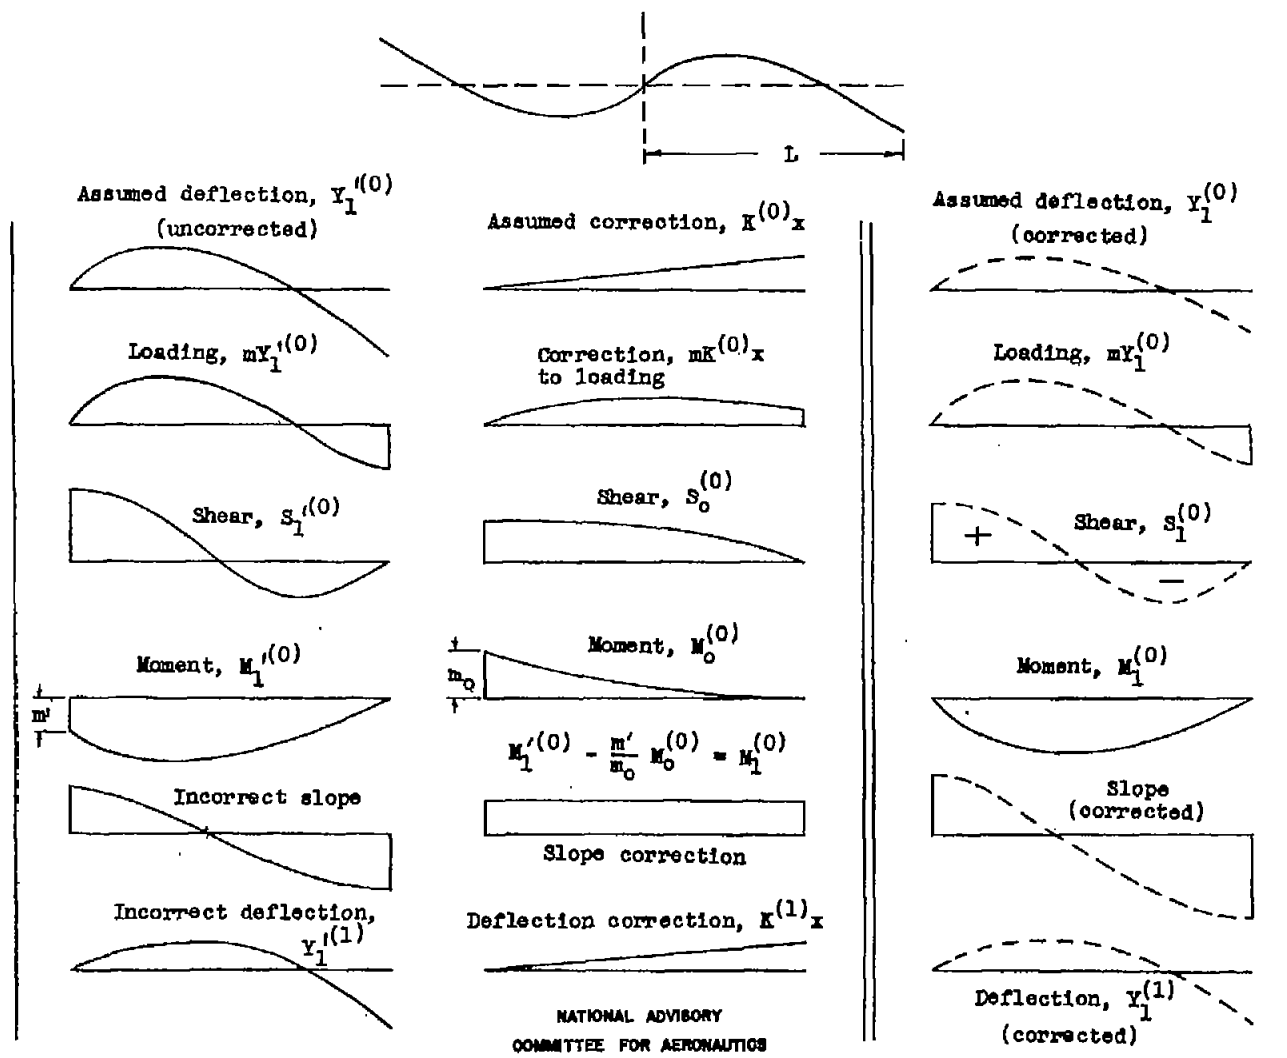 L
Assumed deflection, Y₁′⁽⁰⁾
(uncorrected)
Loading, mY₁′⁽⁰⁾
Shear, S₁′⁽⁰⁾
Moment, M₁′⁽⁰⁾
m'
Incorrect slope
Incorrect deflection,
Y₁′⁽¹⁾
Assumed correction, K⁽⁰⁾x
Correction, mK⁽⁰⁾x
to loading
Shear, S₀⁽⁰⁾
Moment, M₀⁽⁰⁾
m₀
M₁′⁽⁰⁾ - m′/m₀ M₀⁽⁰⁾ = M₁⁽⁰⁾
Slope correction
Deflection correction, K⁽¹⁾x
NATIONAL ADVISORY
COMMITTEE FOR AERONAUTICS
Assumed deflection, Y₁⁽⁰⁾
(corrected)
Loading, mY₁⁽⁰⁾
Shear, S₁⁽⁰⁾
+
−
Moment, M₁⁽⁰⁾
Slope
(corrected)
Deflection, Y₁⁽¹⁾
(corrected)